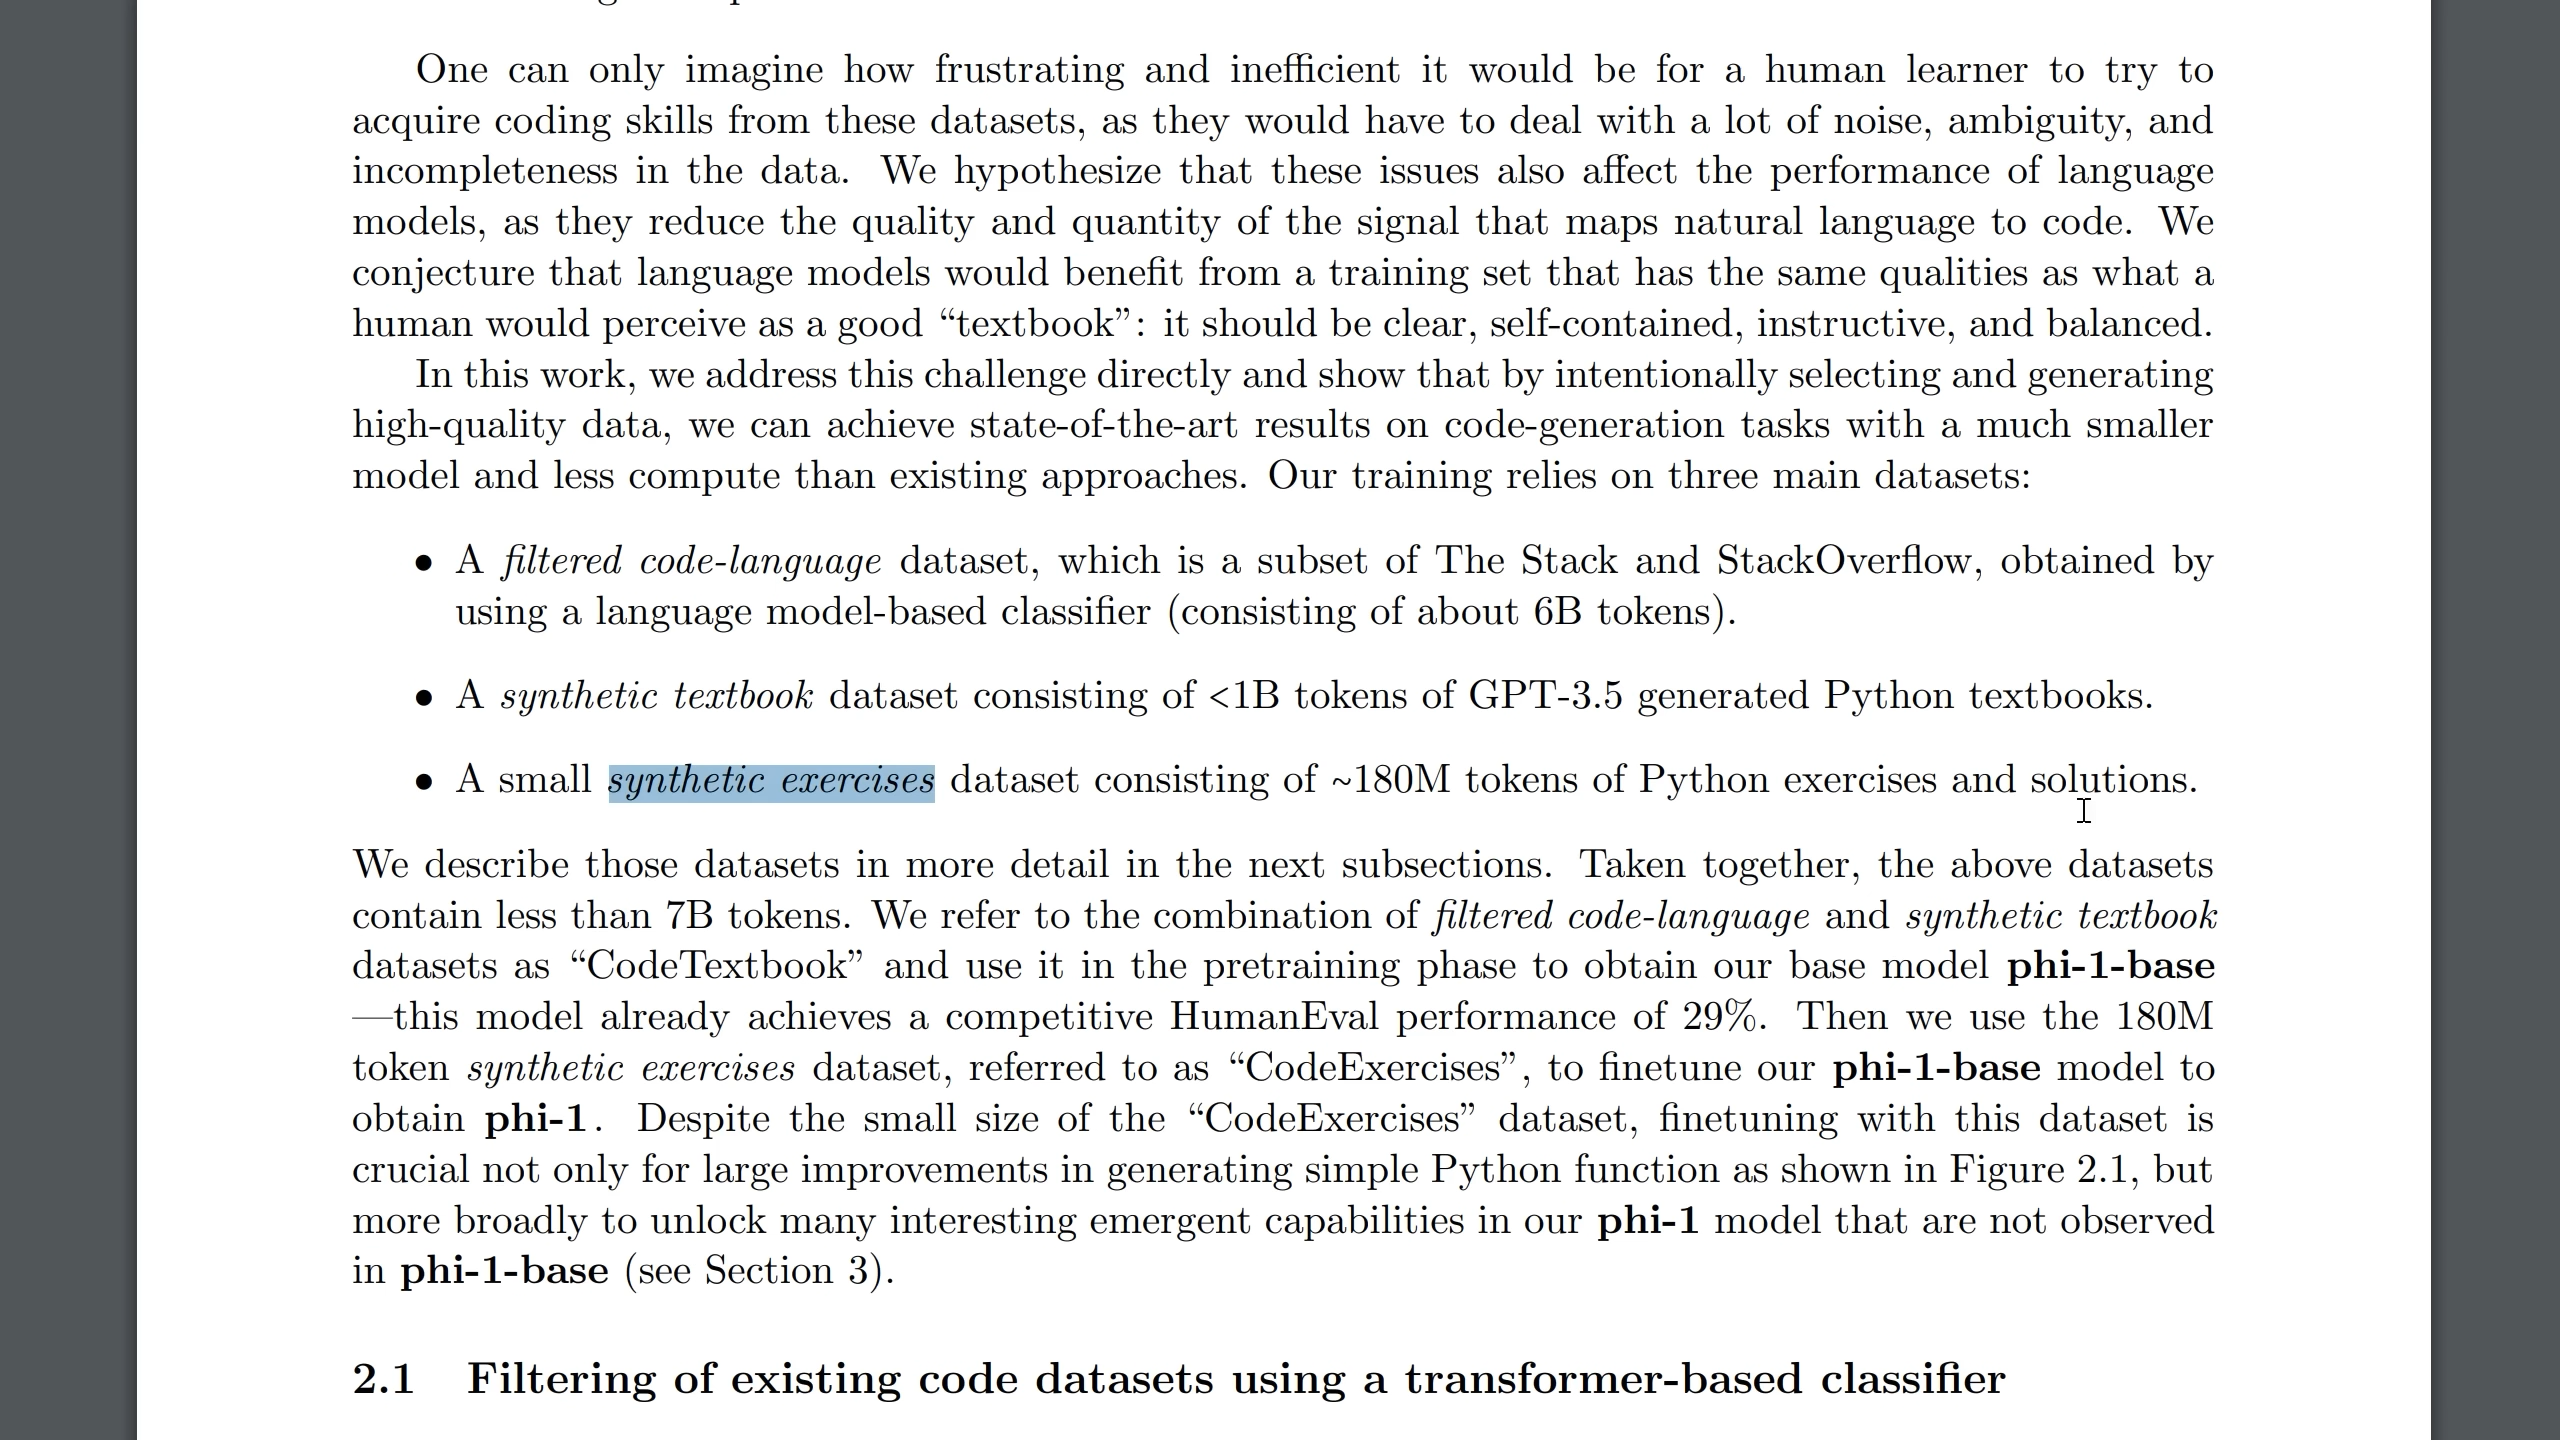 One can only imagine how frustrating and inefficient it would be for a human learner to try to
acquire coding skills from these datasets, as they would have to deal with a lot of noise, ambiguity, and
incompleteness in the data. We hypothesize that these issues also affect the performance of language
models, as they reduce the quality and quantity of the signal that maps natural language to code. We
conjecture that language models would benefit from a training set that has the same qualities as what a
human would perceive as a good “textbook”: it should be clear, self-contained, instructive, and balanced.
In this work, we address this challenge directly and show that by intentionally selecting and generating
high-quality data, we can achieve state-of-the-art results on code-generation tasks with a much smaller
model and less compute than existing approaches. Our training relies on three main datasets:
• A filtered code-language dataset, which is a subset of The Stack and StackOverflow, obtained by
using a language model-based classifier (consisting of about 6B tokens).
• A synthetic textbook dataset consisting of <1B tokens of GPT-3.5 generated Python textbooks.
• A small synthetic exercises dataset consisting of ~180M tokens of Python exercises and solutions.
We describe those datasets in more detail in the next subsections. Taken together, the above datasets
contain less than 7B tokens. We refer to the combination of filtered code-language and synthetic textbook
datasets as “CodeTextbook” and use it in the pretraining phase to obtain our base model phi-1-base
—this model already achieves a competitive HumanEval performance of 29%. Then we use the 180M
token synthetic exercises dataset, referred to as “CodeExercises”, to finetune our phi-1-base model to
obtain phi-1. Despite the small size of the “CodeExercises” dataset, finetuning with this dataset is
crucial not only for large improvements in generating simple Python function as shown in Figure 2.1, but
more broadly to unlock many interesting emergent capabilities in our phi-1 model that are not observed
in phi-1-base (see Section 3).
2.1 Filtering of existing code datasets using a transformer-based classifier